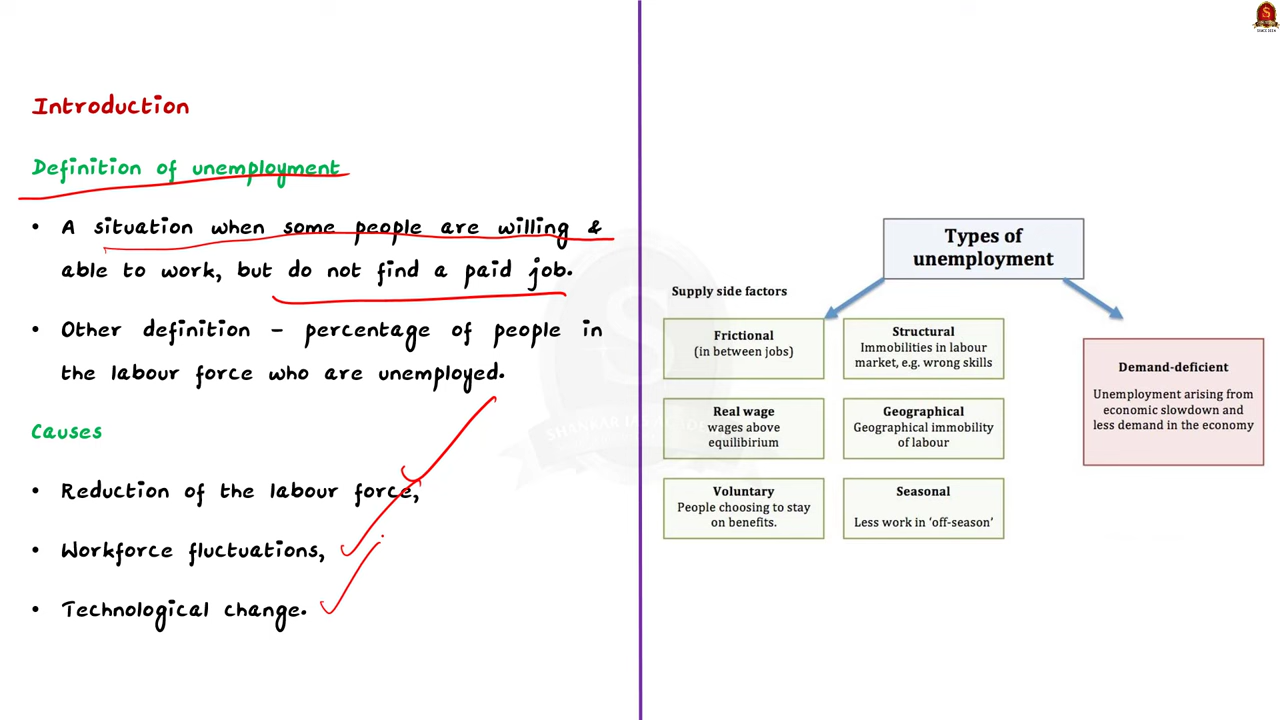 Introduction
Definition of unemployment
• A situation when some people are willing &
able to work, but do not find a paid job.
• Other definition – percentage of people in
the labour force who are unemployed.
Causes
• Reduction of the labour force,
• Workforce fluctuations,
• Technological change.
Types of
unemployment
Supply side factors
Frictional
(in between jobs)
Structural
Immobilities in labour
market, e.g. wrong skills
Real wage
wages above
equilibrium
Geographical
Geographical immobility
of labour
Voluntary
People choosing to stay
on benefits.
Seasonal
Less work in ‘off-season’
Demand-deficient
Unemployment arising from
economic slowdown and
less demand in the economy